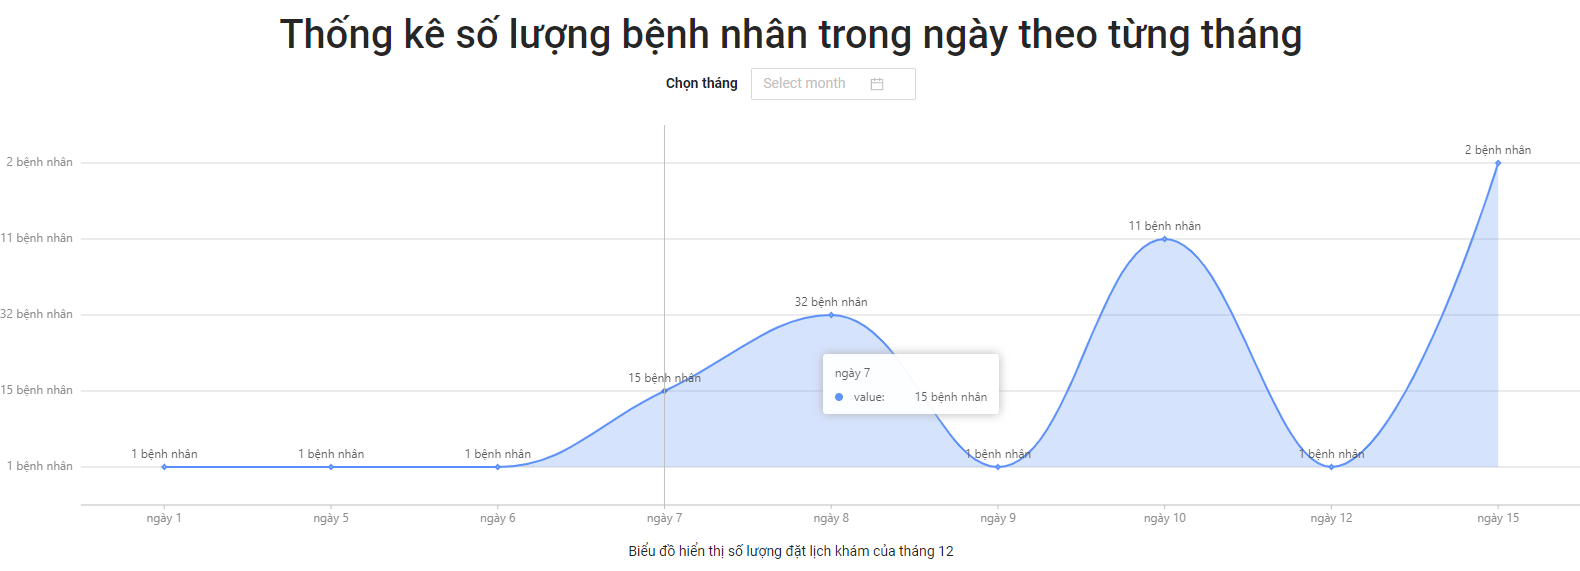 Thống kê số lượng bệnh nhân trong ngày theo từng tháng
Chọn tháng
Select month
2 bệnh nhân
11 bệnh nhân
32 bệnh nhân
15 bệnh nhân
1 bệnh nhân
1 bệnh nhân
1 bệnh nhân
1 bệnh nhân
15 bệnh nhân
32 bệnh nhân
1 bệnh nhân
11 bệnh nhân
1 bệnh nhân
2 bệnh nhân
ngày 7
value: 15 bệnh nhân
ngày 1 ngày 5 ngày 6 ngày 7 ngày 8 ngày 9 ngày 10 ngày 12 ngày 15
Biểu đồ hiển thị số lượng đặt lịch khám của tháng 12